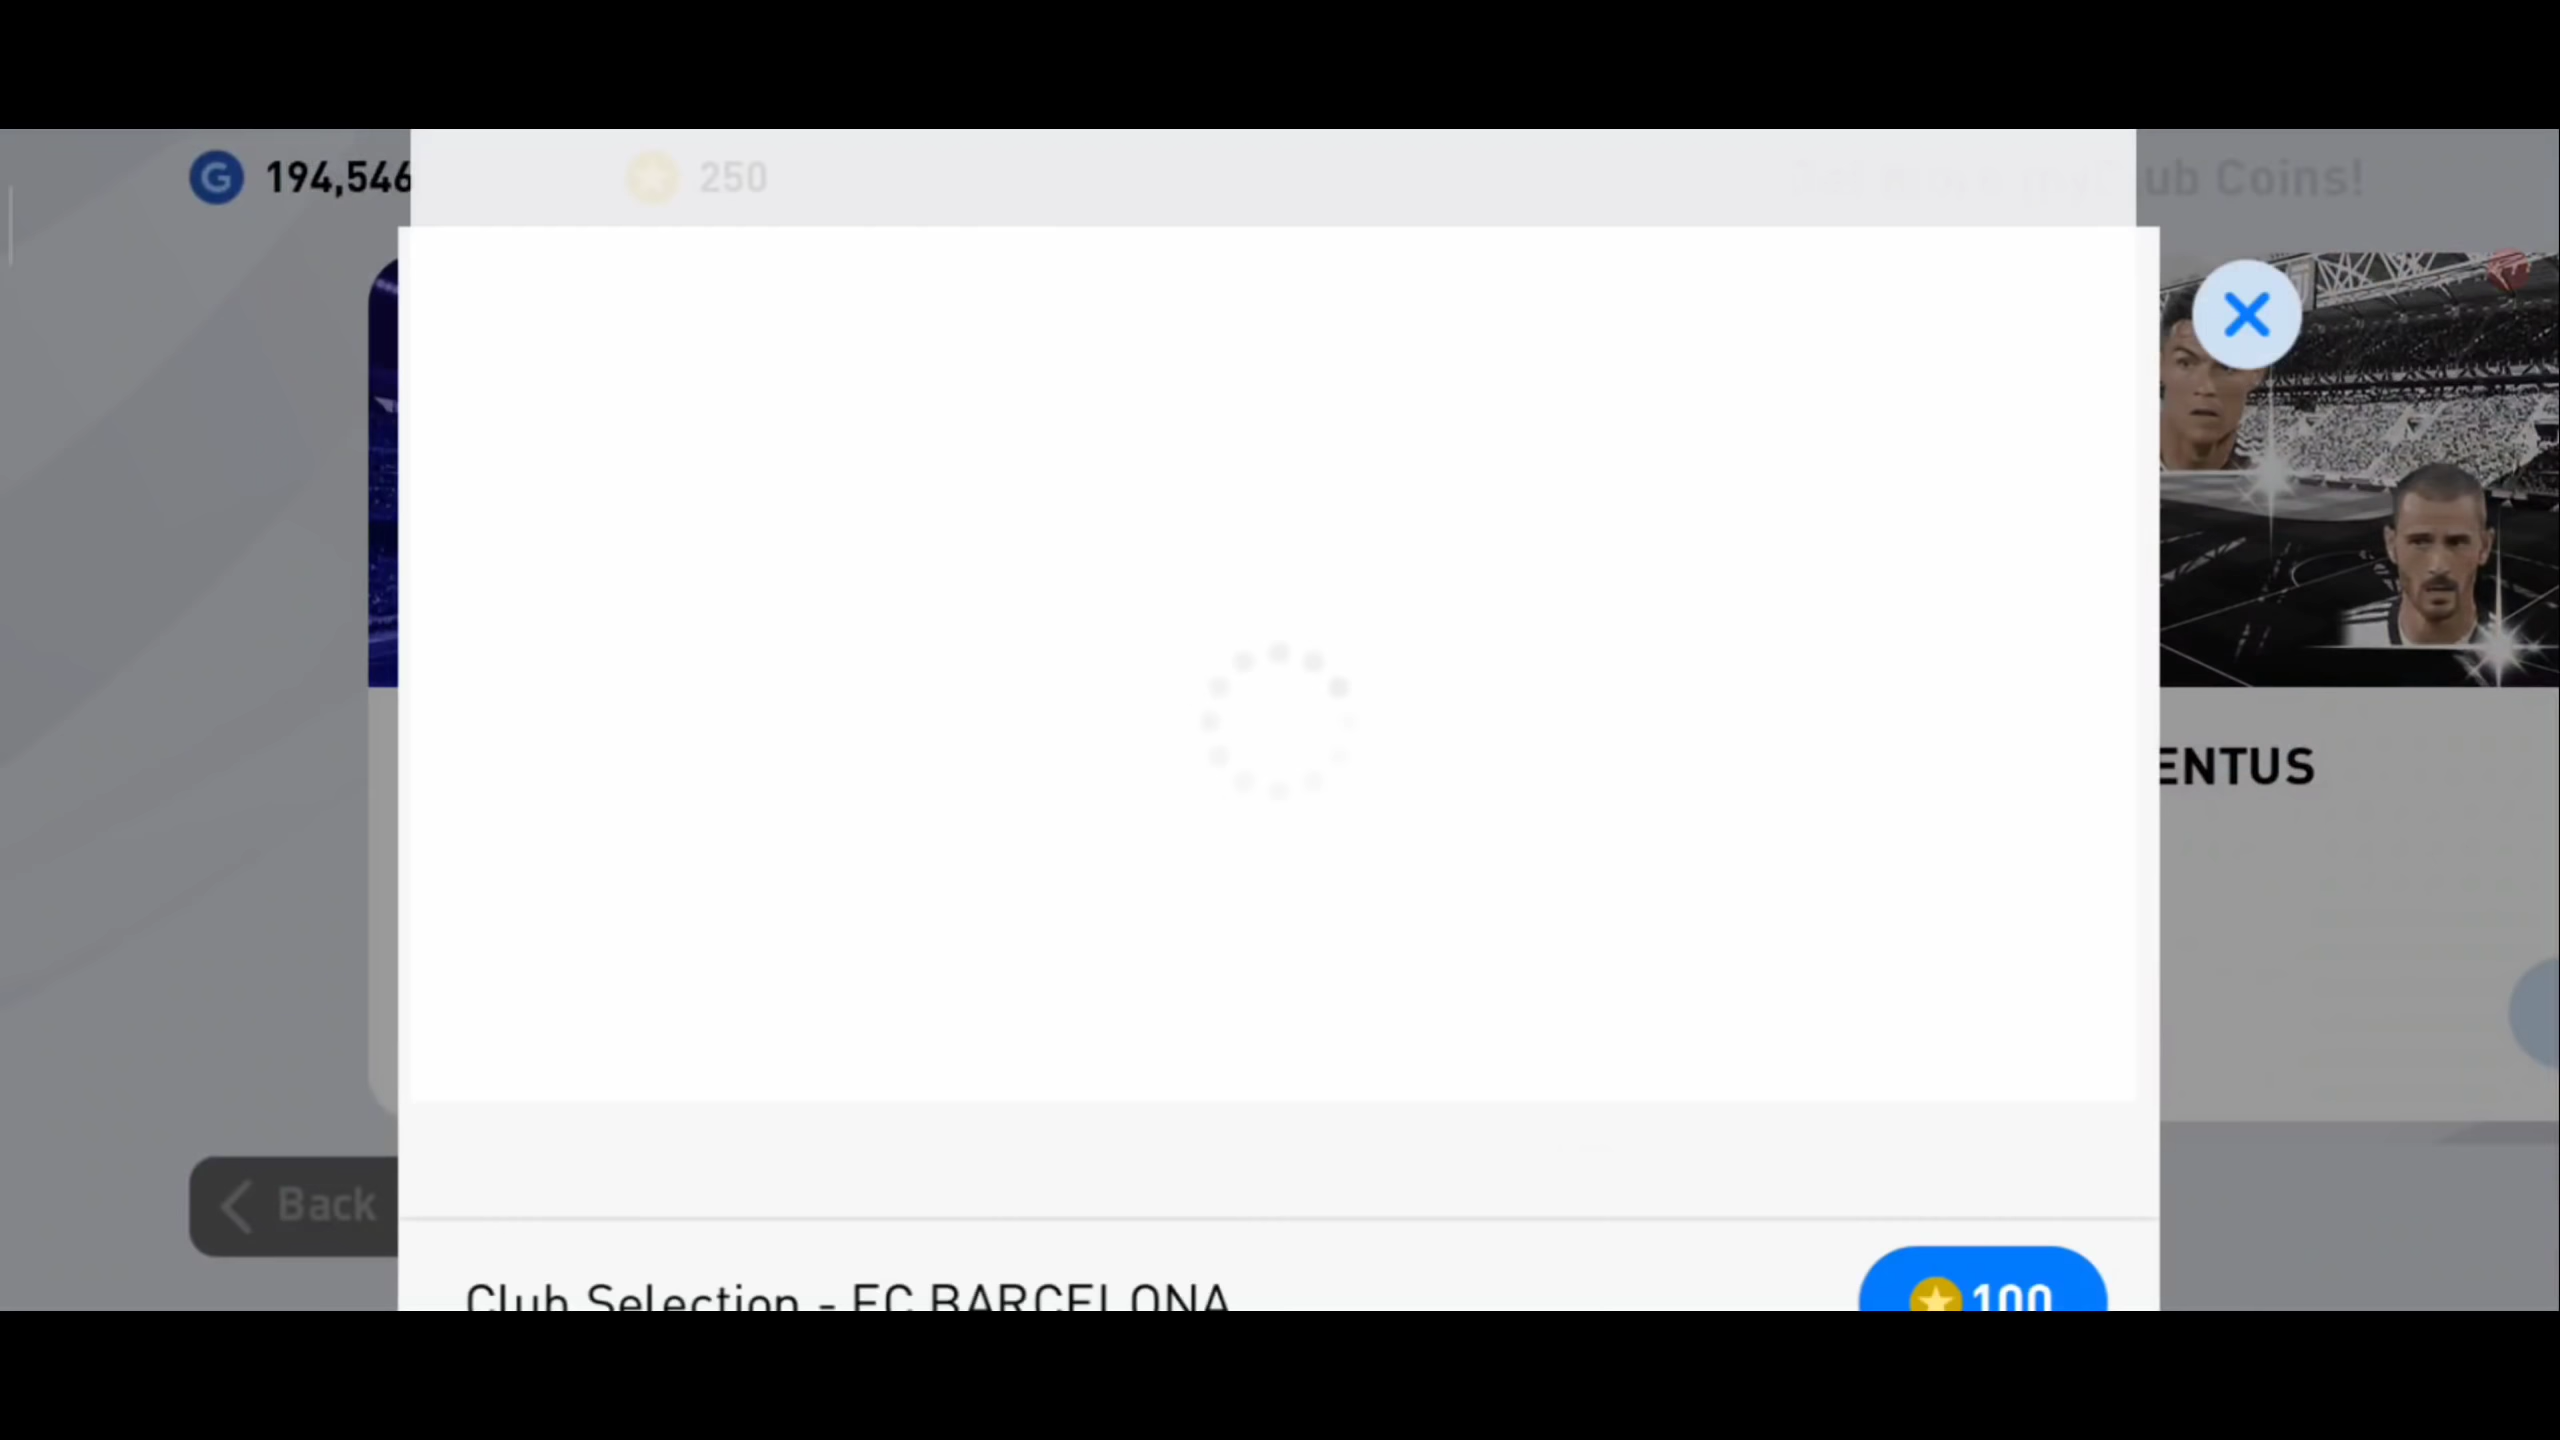 G 194,546
250
ub Coins!
ENTUS
Back
Club Selection - FC BARCELONA
100